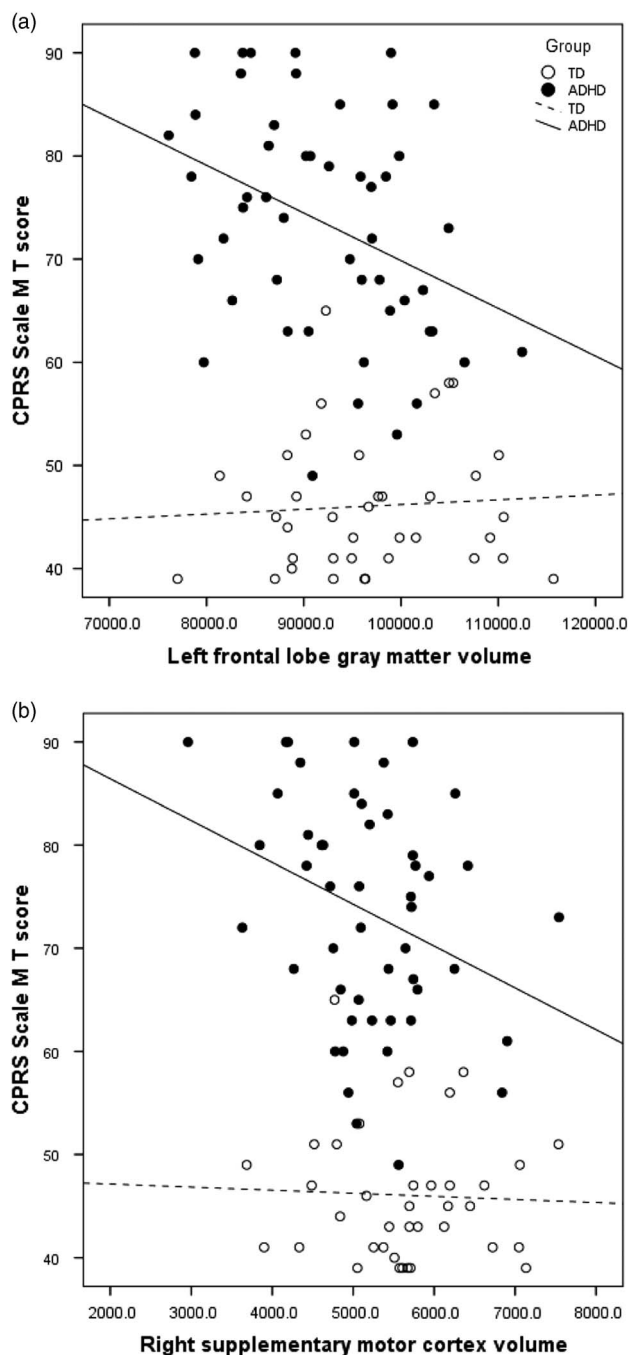 (a)
Group
TD
ADHD
TD
ADHD
90
80
70
60
50
40
CPRS Scale M T score
70000.0 80000.0 90000.0 100000.0 110000.0 120000.0
Left frontal lobe gray matter volume
(b)
90
80
70
60
50
40
CPRS Scale M T score
2000.0 3000.0 4000.0 5000.0 6000.0 7000.0 8000.0
Right supplementary motor cortex volume